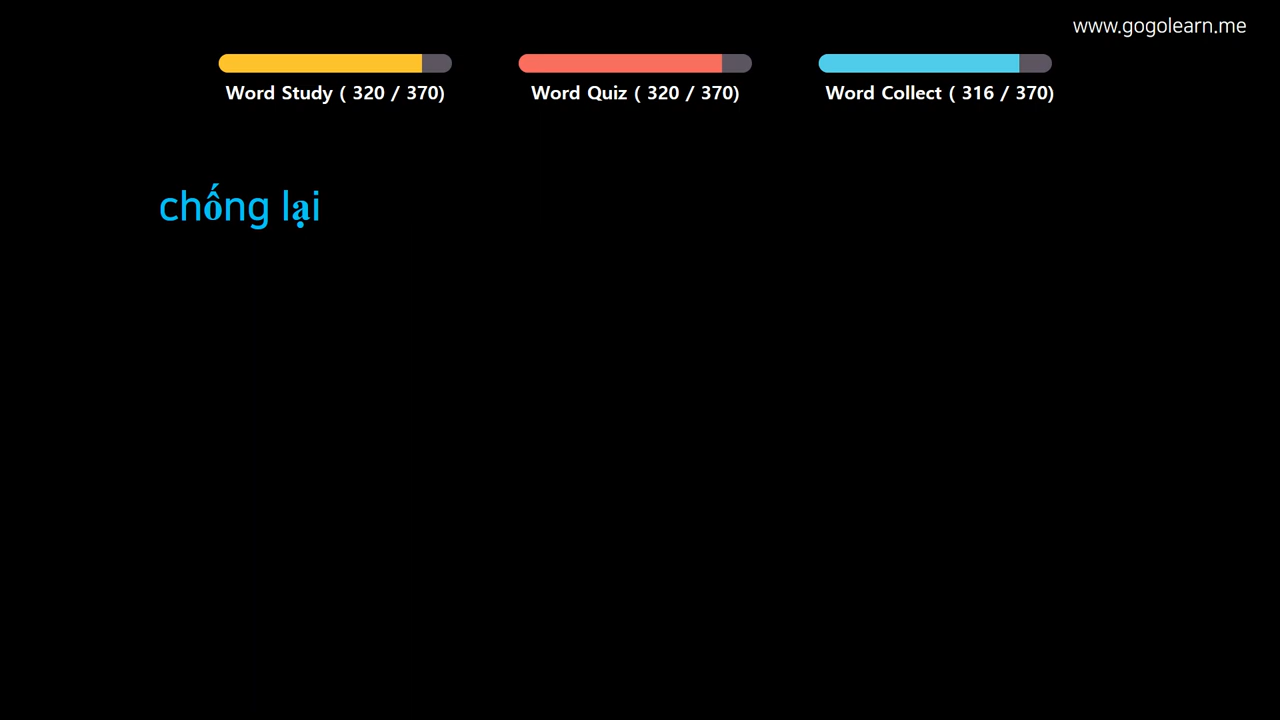 www.gogolearn.me
Word Study ( 320 / 370)
Word Quiz ( 320 / 370)
Word Collect ( 316 / 370)
chống lại